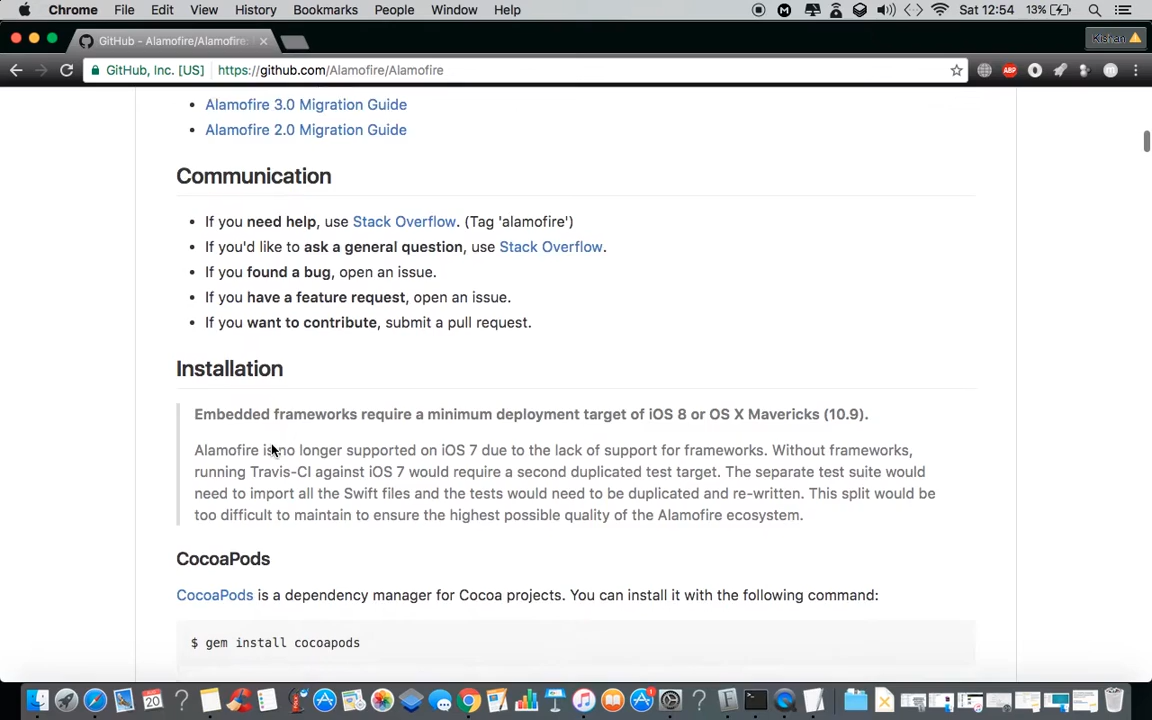 Chrome File Edit View History Bookmarks People Window Help Sat 12:54 13%
GitHub - Alamofire/Alamofire: Kishan
GitHub, Inc. [US] https://github.com/Alamofire/Alamofire ABP
• Alamofire 3.0 Migration Guide
• Alamofire 2.0 Migration Guide
Communication
• If you need help, use Stack Overflow. (Tag 'alamofire')
• If you'd like to ask a general question, use Stack Overflow.
• If you found a bug, open an issue.
• If you have a feature request, open an issue.
• If you want to contribute, submit a pull request.
Installation
Embedded frameworks require a minimum deployment target of iOS 8 or OS X Mavericks (10.9).
Alamofire is no longer supported on iOS 7 due to the lack of support for frameworks. Without frameworks,
running Travis-CI against iOS 7 would require a second duplicated test target. The separate test suite would
need to import all the Swift files and the tests would need to be duplicated and re-written. This split would be
too difficult to maintain to ensure the highest possible quality of the Alamofire ecosystem.
CocoaPods
CocoaPods is a dependency manager for Cocoa projects. You can install it with the following command:
$ gem install cocoapods
20